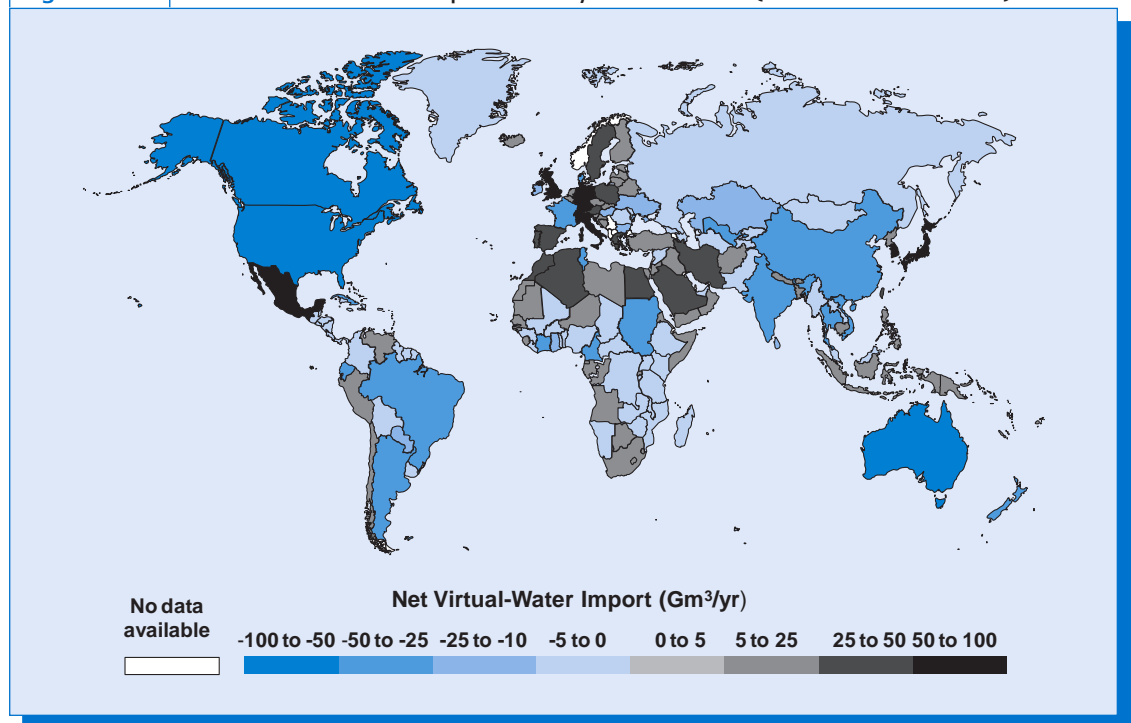 Net Virtual-Water Import (Gm³/yr)
No data
available
-100 to -50 -50 to -25 -25 to -10 -5 to 0 0 to 5 5 to 25 25 to 50 50 to 100